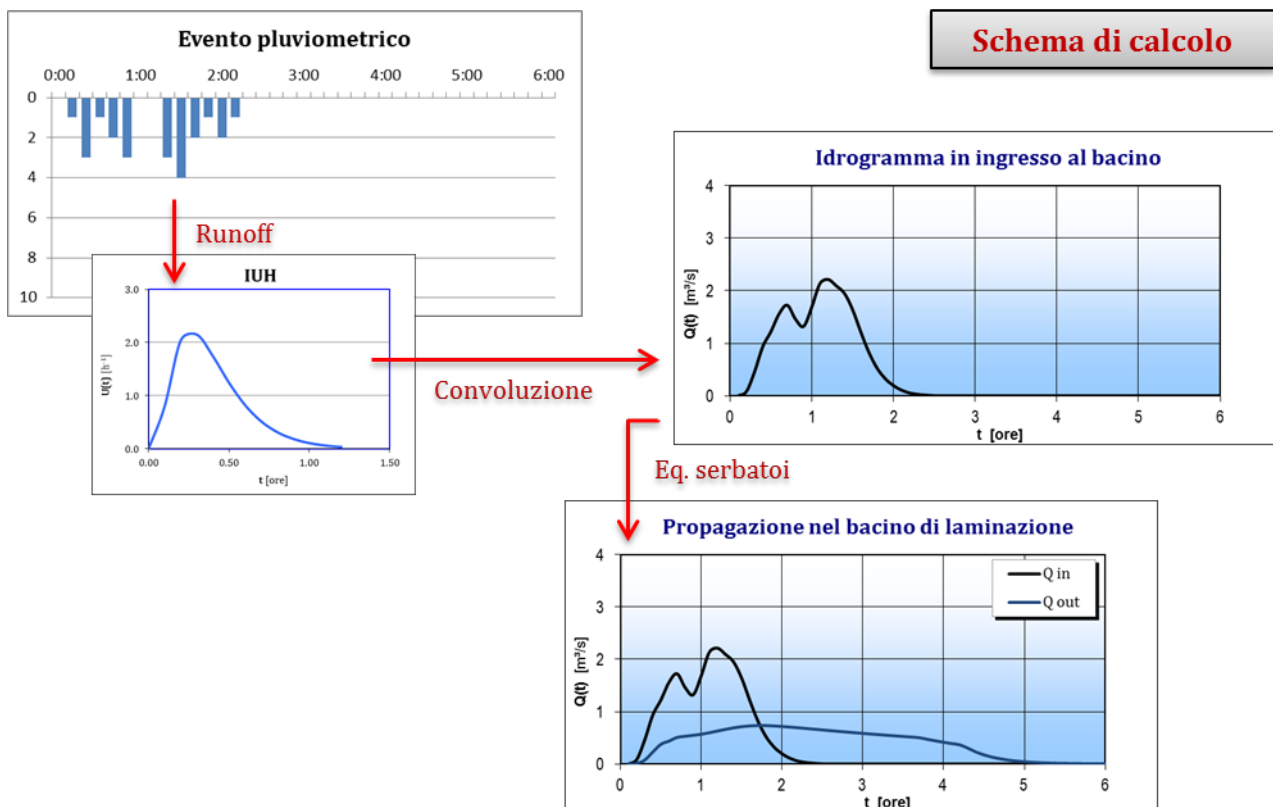 Schema di calcolo
Evento pluviometrico
0:00 1:00 2:00 3:00 4:00 5:00 6:00
0
2
4
6
8
10
Runoff
IUH
3.0
2.0
1.0
0.0
U(t) [h⁻¹]
0.00 0.50 1.00 1.50
t [ore]
Convoluzione
Idrogramma in ingresso al bacino
4
3
2
1
0
Q(t) [m³/s]
0 1 2 3 4 5 6
t [ore]
Eq. serbatoi
Propagazione nel bacino di laminazione
4
3
2
1
0
Q(t) [m³/s]
Q in
Q out
0 1 2 3 4 5 6
t [ore]